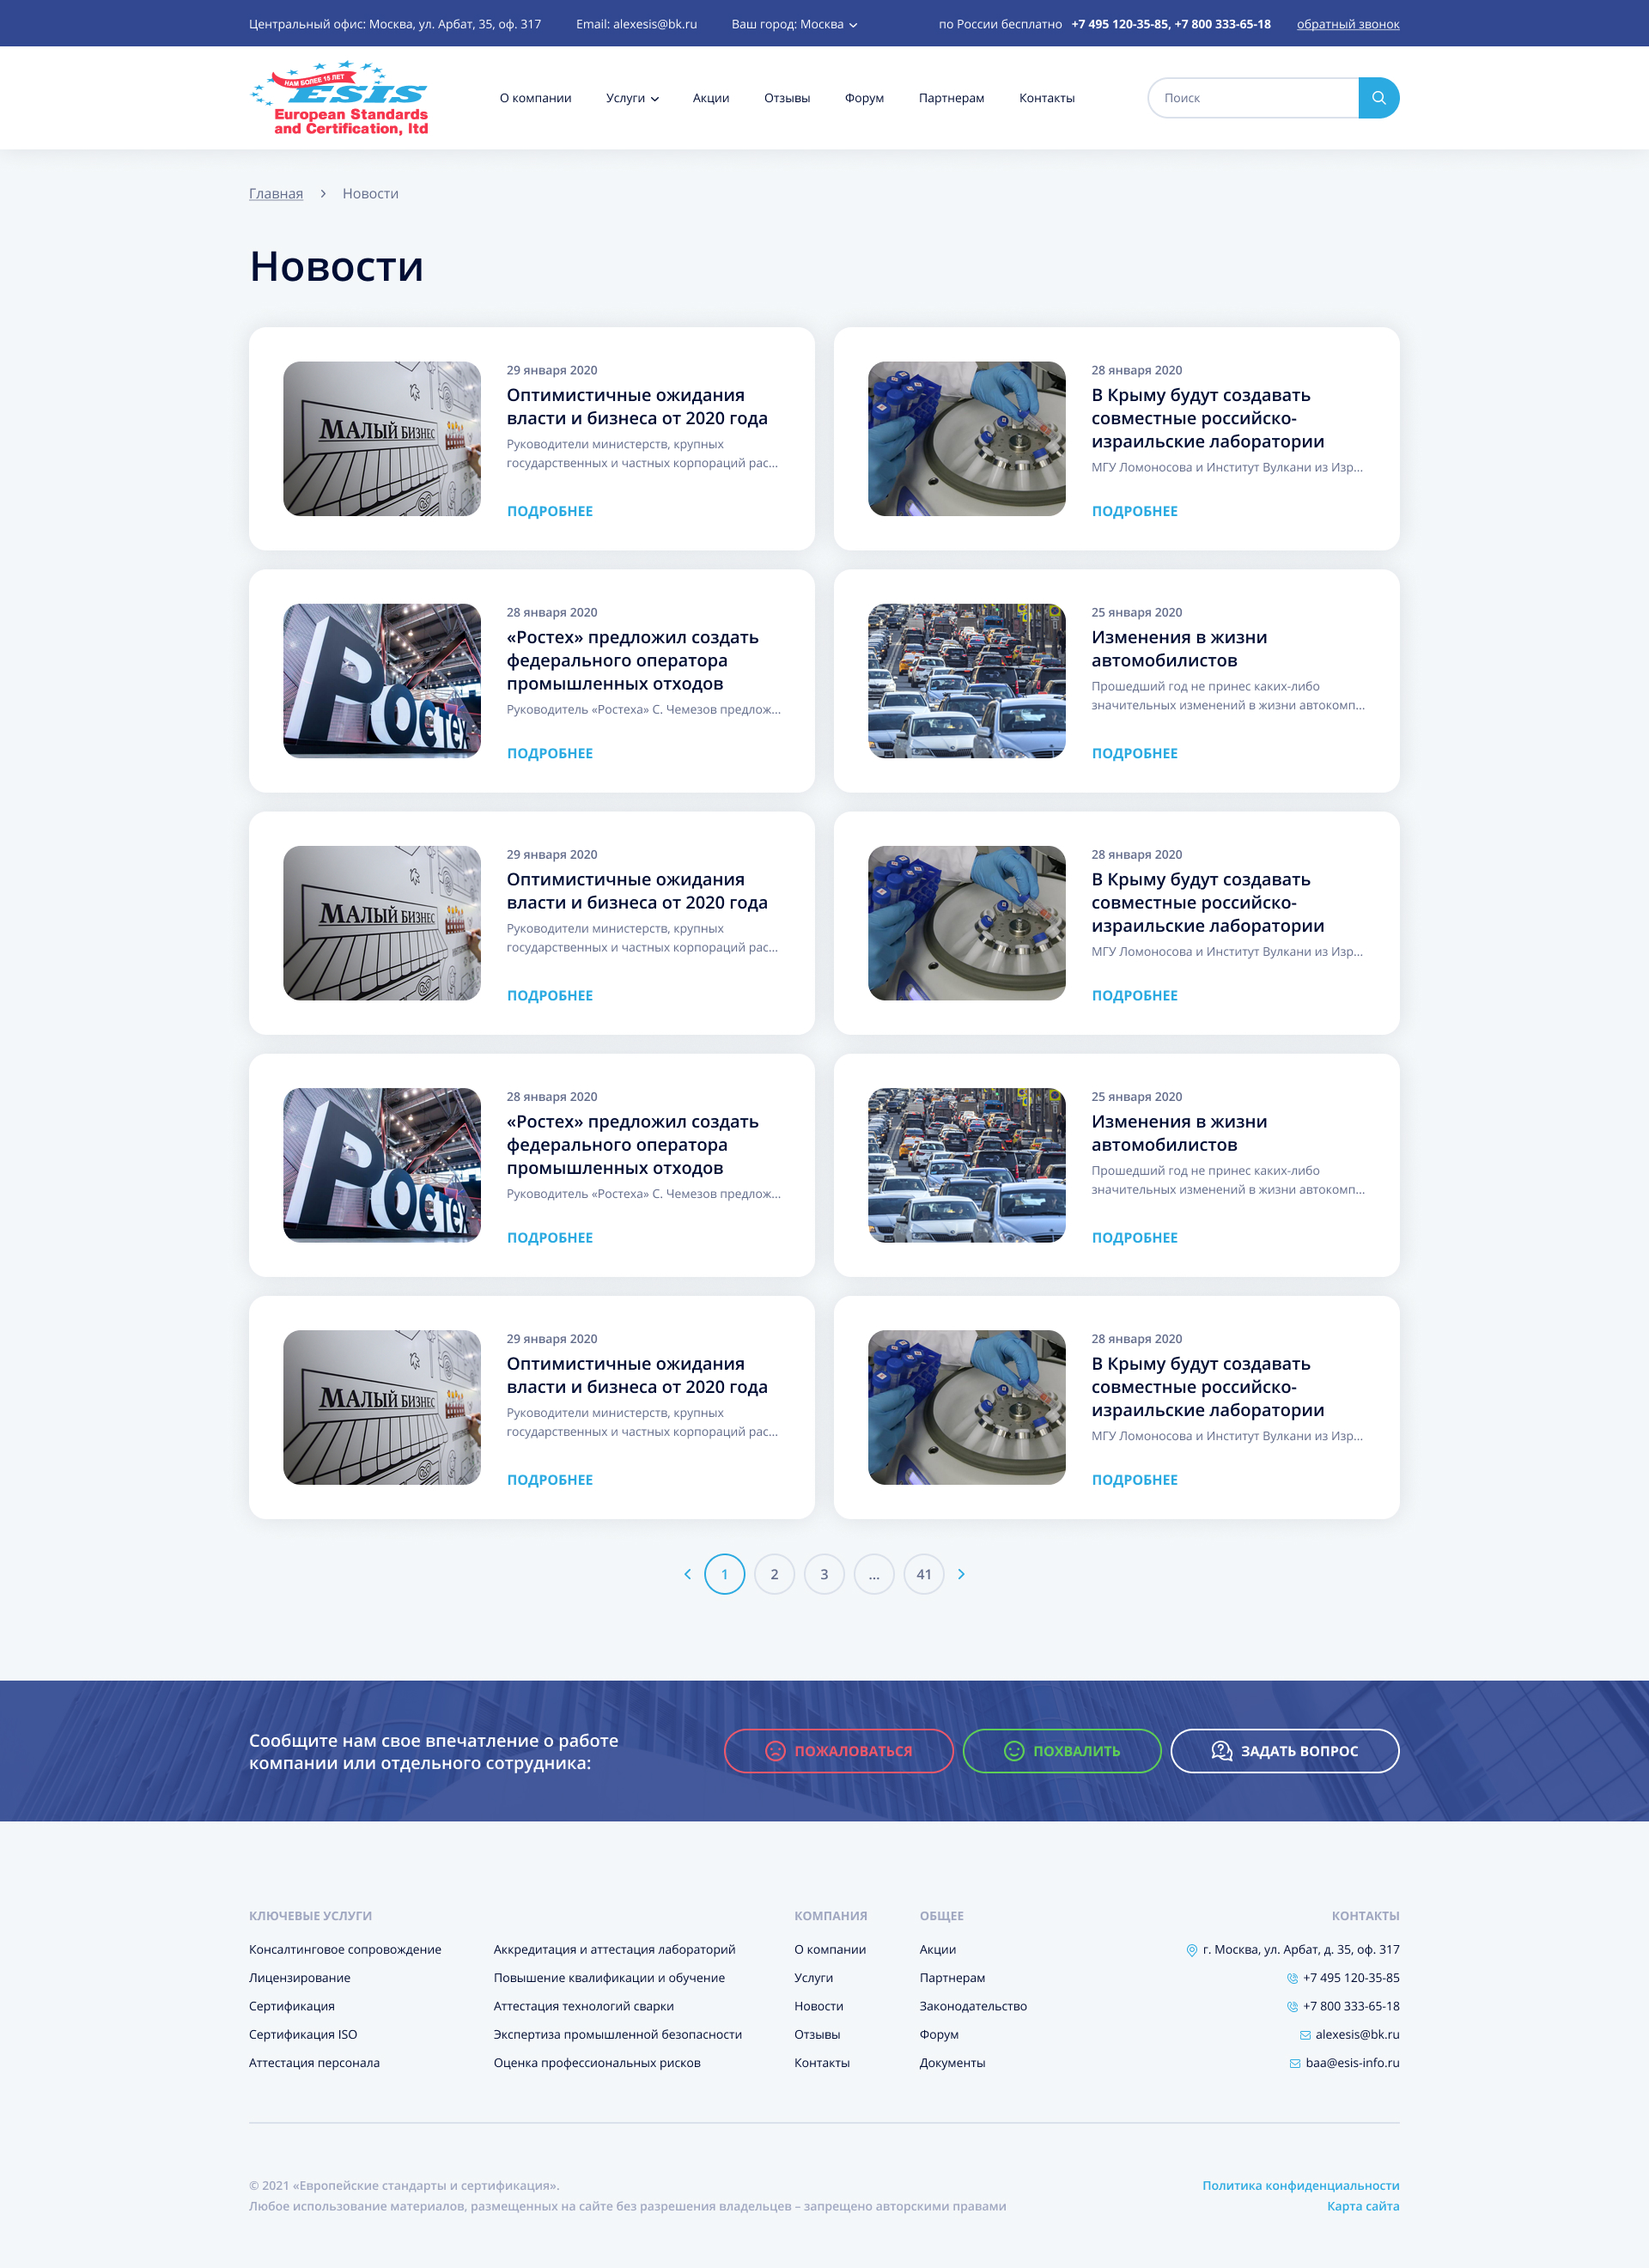 Центральный офис: Москва, ул. Арбат, 35, оф. 317
Email: alexesis@bk.ru
Ваш город: Москва
по России бесплатно +7 495 120-35-85, +7 800 333-65-18
обратный звонок
НАМ БОЛЕЕ 15 ЛЕТ
ESIS
European Standards
and Certification, ltd
О компании
Услуги
Акции
Отзывы
Форум
Партнерам
Контакты
Поиск
Главная
Новости
Новости
МАЛЫЙ БИЗНЕС
29 января 2020
Оптимистичные ожидания
власти и бизнеса от 2020 года
Руководители министерств, крупных
государственных и частных корпораций рас...
ПОДРОБНЕЕ
28 января 2020
В Крыму будут создавать
совместные российско-
израильские лаборатории
МГУ Ломоносова и Институт Вулкани из Изр...
ПОДРОБНЕЕ
Ростех
28 января 2020
«Ростех» предложил создать
федерального оператора
промышленных отходов
Руководитель «Ростеха» С. Чемезов предлож...
ПОДРОБНЕЕ
25 января 2020
Изменения в жизни
автомобилистов
Прошедший год не принес каких-либо
значительных изменений в жизни автокомп...
ПОДРОБНЕЕ
МАЛЫЙ БИЗНЕС
29 января 2020
Оптимистичные ожидания
власти и бизнеса от 2020 года
Руководители министерств, крупных
государственных и частных корпораций рас...
ПОДРОБНЕЕ
28 января 2020
В Крыму будут создавать
совместные российско-
израильские лаборатории
МГУ Ломоносова и Институт Вулкани из Изр...
ПОДРОБНЕЕ
Ростех
28 января 2020
«Ростех» предложил создать
федерального оператора
промышленных отходов
Руководитель «Ростеха» С. Чемезов предлож...
ПОДРОБНЕЕ
25 января 2020
Изменения в жизни
автомобилистов
Прошедший год не принес каких-либо
значительных изменений в жизни автокомп...
ПОДРОБНЕЕ
МАЛЫЙ БИЗНЕС
29 января 2020
Оптимистичные ожидания
власти и бизнеса от 2020 года
Руководители министерств, крупных
государственных и частных корпораций рас...
ПОДРОБНЕЕ
28 января 2020
В Крыму будут создавать
совместные российско-
израильские лаборатории
МГУ Ломоносова и Институт Вулкани из Изр...
ПОДРОБНЕЕ
1 2 3 ... 41
Сообщите нам свое впечатление о работе
компании или отдельного сотрудника:
ПОЖАЛОВАТЬСЯ
ПОХВАЛИТЬ
ЗАДАТЬ ВОПРОС
КЛЮЧЕВЫЕ УСЛУГИ
Консалтинговое сопровождение
Лицензирование
Сертификация
Сертификация ISO
Аттестация персонала
Аккредитация и аттестация лабораторий
Повышение квалификации и обучение
Аттестация технологий сварки
Экспертиза промышленной безопасности
Оценка профессиональных рисков
КОМПАНИЯ
О компании
Услуги
Новости
Отзывы
Контакты
ОБЩЕЕ
Акции
Партнерам
Законодательство
Форум
Документы
КОНТАКТЫ
г. Москва, ул. Арбат, д. 35, оф. 317
+7 495 120-35-85
+7 800 333-65-18
alexesis@bk.ru
baa@esis-info.ru
© 2021 «Европейские стандарты и сертификация».
Любое использование материалов, размещенных на сайте без разрешения владельцев – запрещено авторскими правами
Политика конфиденциальности
Карта сайта